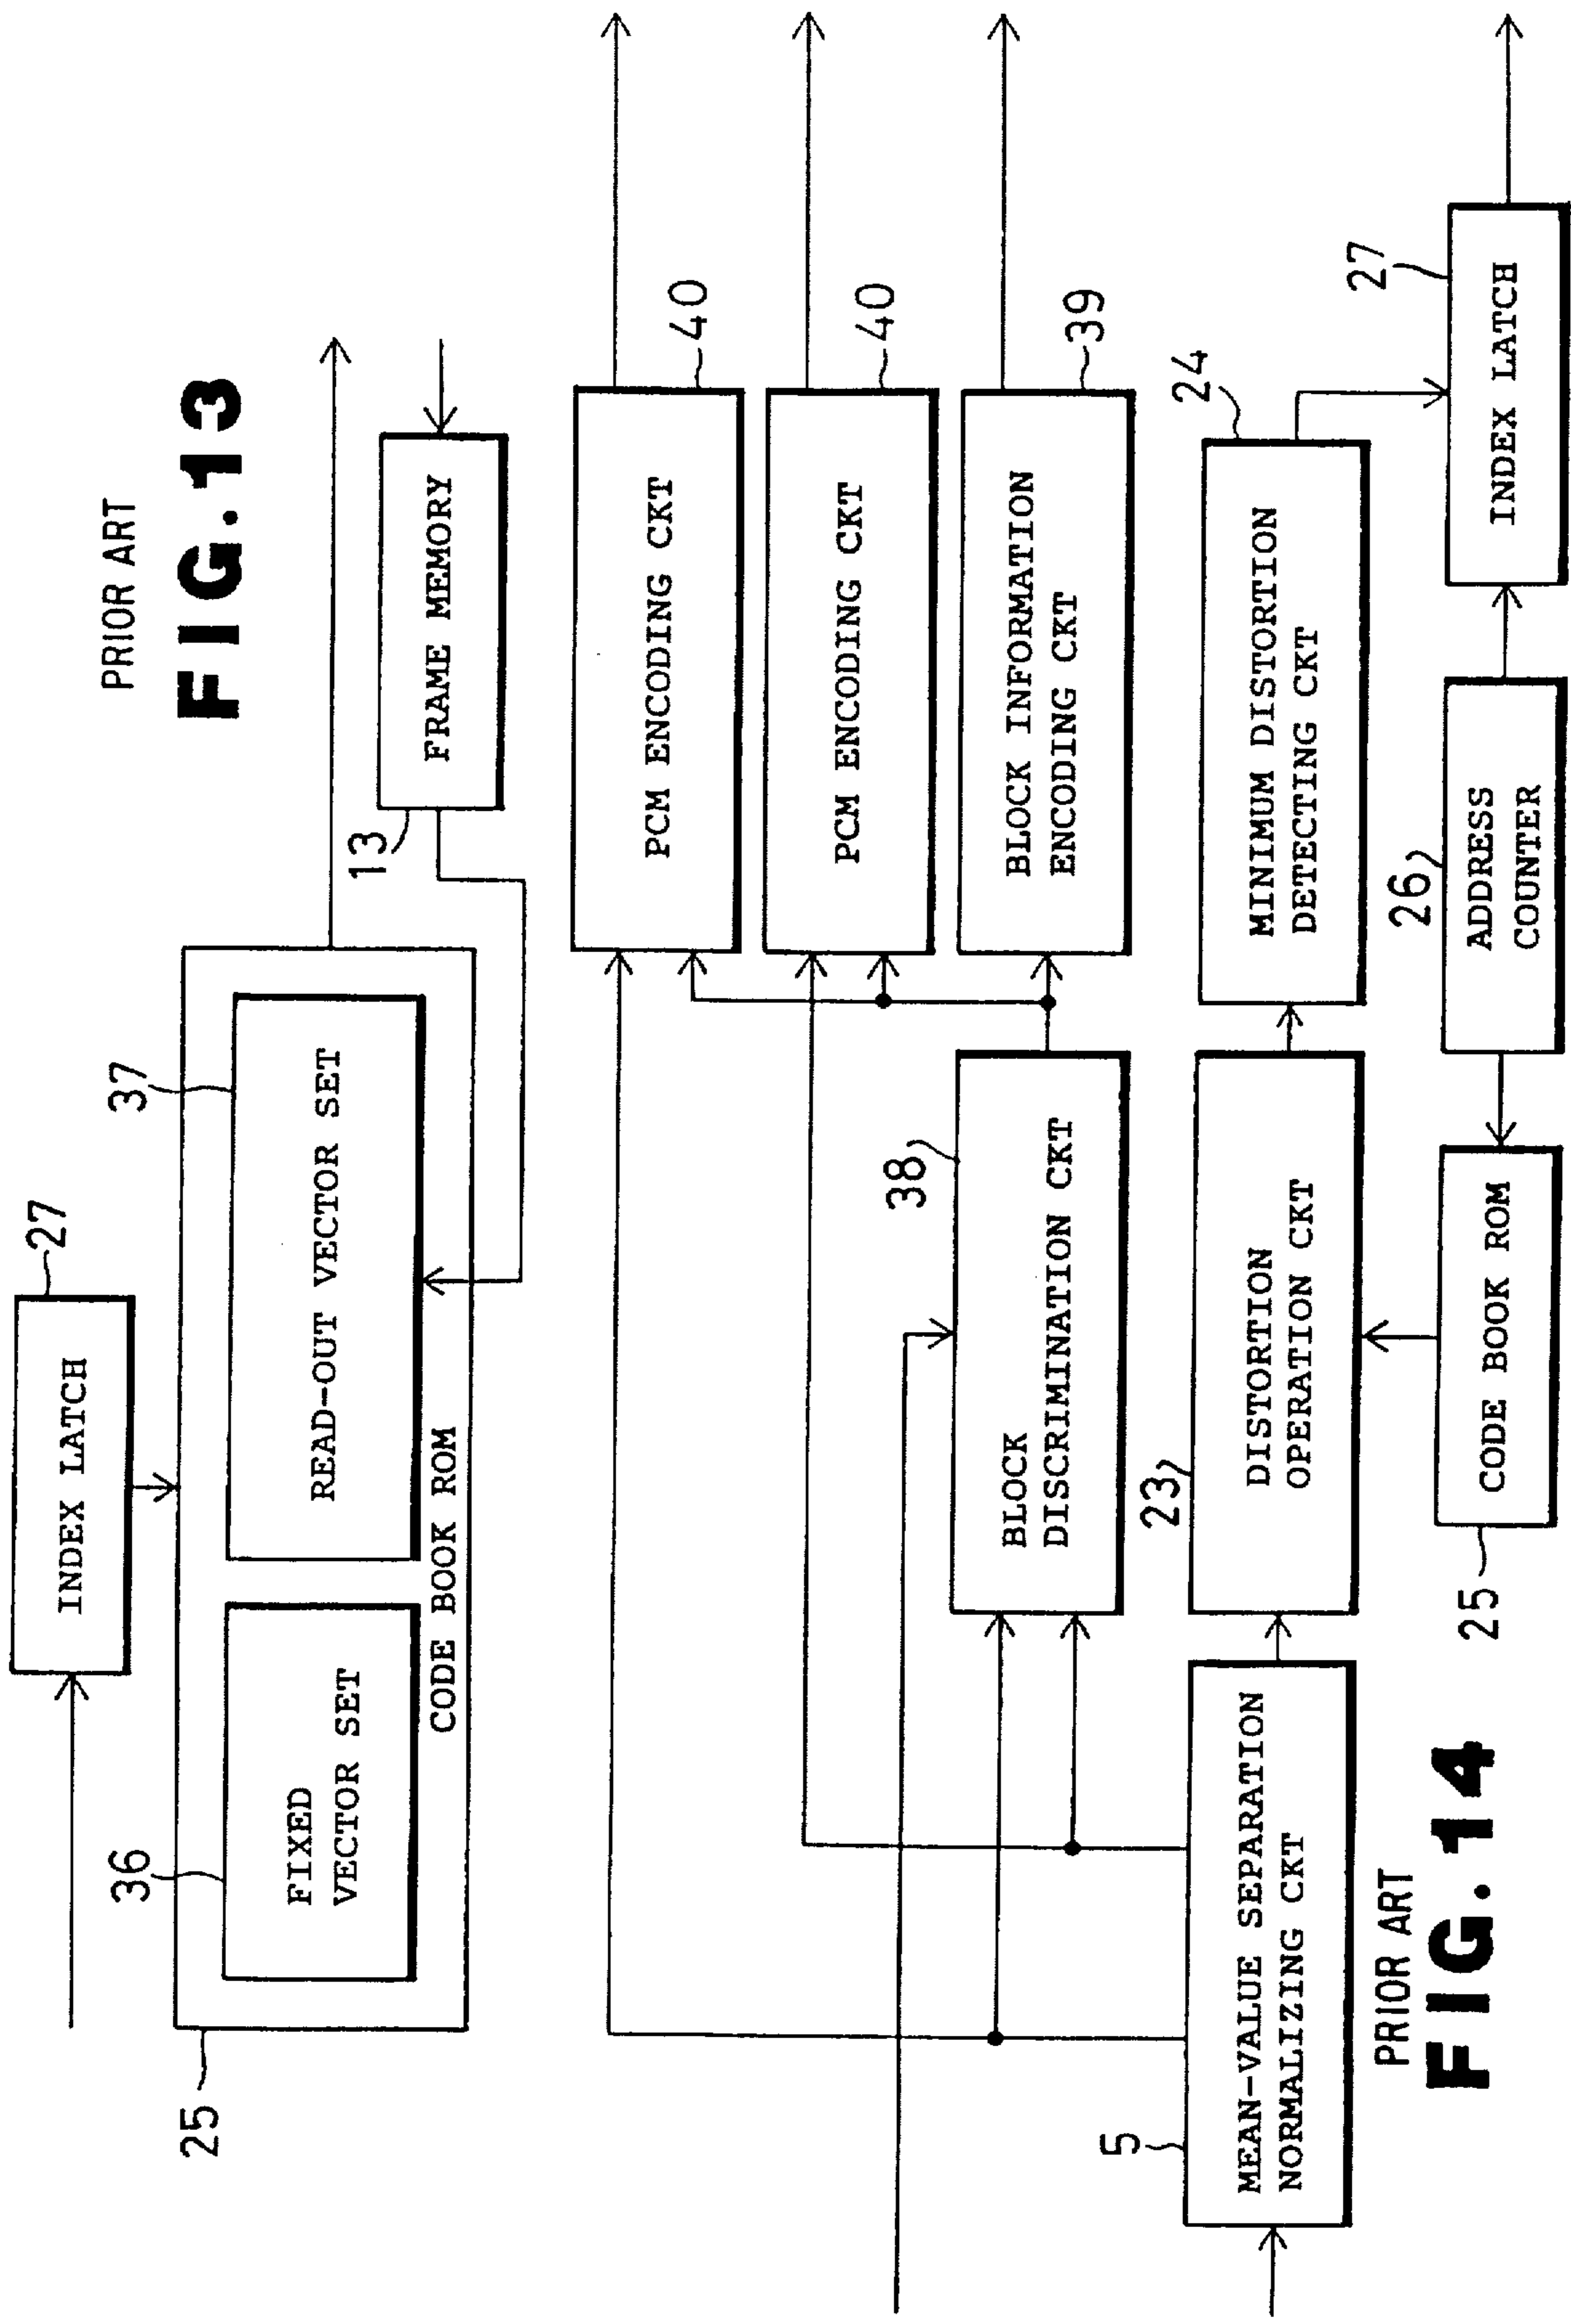 PRIOR ART
FIG.13
27
INDEX LATCH
36
FIXED
VECTOR SET
37
READ-OUT VECTOR SET
CODE BOOK ROM
25
13
FRAME MEMORY
PCM ENCODING CKT
40
PCM ENCODING CKT
40
BLOCK INFORMATION
ENCODING CKT
39
38
BLOCK
DISCRIMINATION CKT
5
MEAN-VALUE SEPARATION
NORMALIZING CKT
23
DISTORTION
OPERATION CKT
24
MINIMUM DISTORTION
DETECTING CKT
25
CODE BOOK ROM
26
ADDRESS
COUNTER
27
INDEX LATCH
PRIOR ART
FIG.14